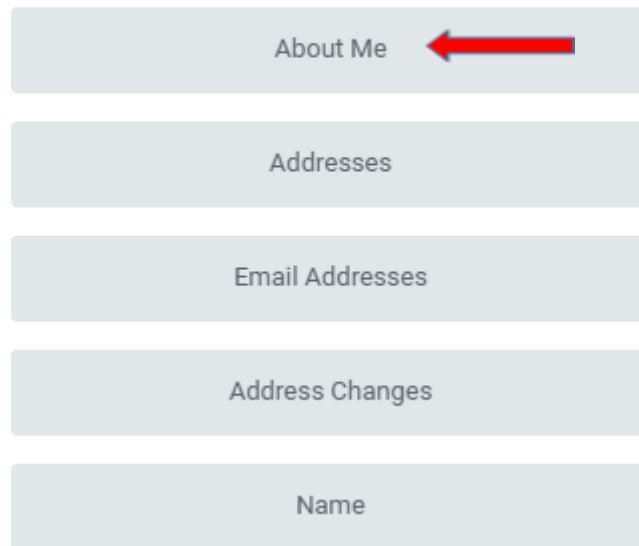 About Me
Addresses
Email Addresses
Address Changes
Name